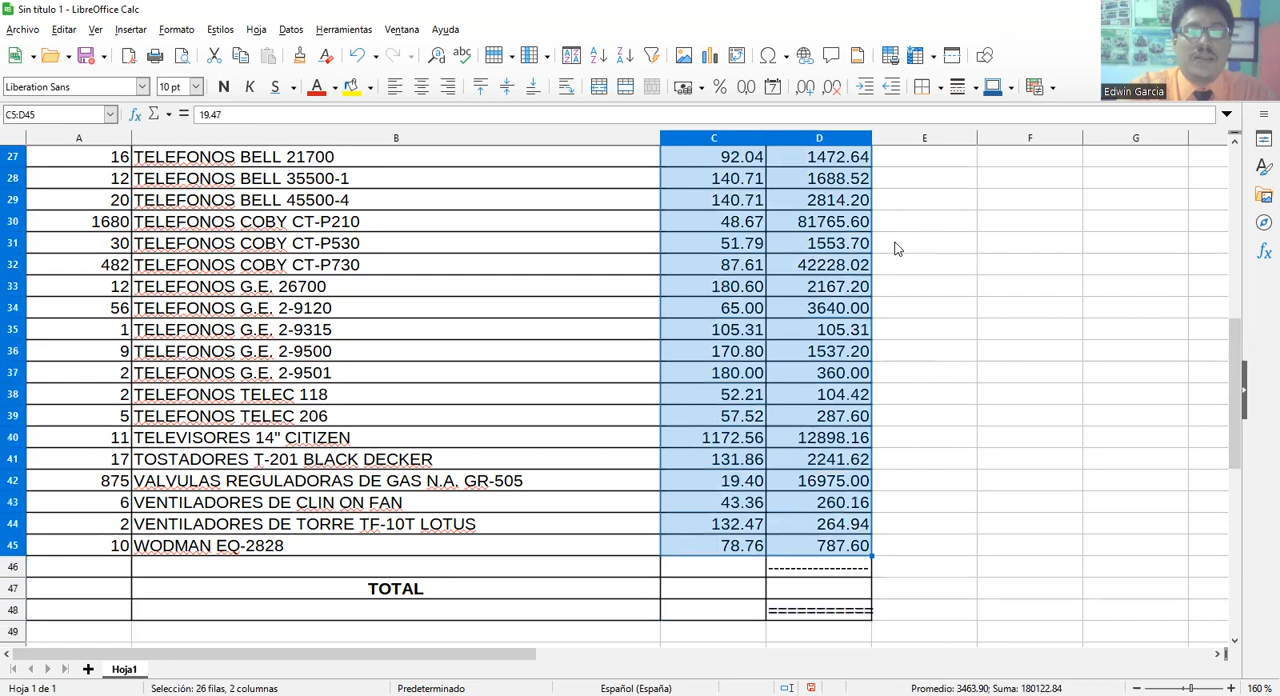 Sin título 1 - LibreOffice Calc
Archivo Editar Ver Insertar Formato Estilos Hoja Datos Herramientas Ventana Ayuda
Liberation Sans 10 pt N K S A
C5:D45 fx Σ = 19.47
Edwin Garcia
A B C D E F G
27 16 TELEFONOS BELL 21700 92.04 1472.64
28 12 TELEFONOS BELL 35500-1 140.71 1688.52
29 20 TELEFONOS BELL 45500-4 140.71 2814.20
30 1680 TELEFONOS COBY CT-P210 48.67 81765.60
31 30 TELEFONOS COBY CT-P530 51.79 1553.70
32 482 TELEFONOS COBY CT-P730 87.61 42228.02
33 12 TELEFONOS G.E. 26700 180.60 2167.20
34 56 TELEFONOS G.E. 2-9120 65.00 3640.00
35 1 TELEFONOS G.E. 2-9315 105.31 105.31
36 9 TELEFONOS G.E. 2-9500 170.80 1537.20
37 2 TELEFONOS G.E. 2-9501 180.00 360.00
38 2 TELEFONOS TELEC 118 52.21 104.42
39 5 TELEFONOS TELEC 206 57.52 287.60
40 11 TELEVISORES 14" CITIZEN 1172.56 12898.16
41 17 TOSTADORES T-201 BLACK DECKER 131.86 2241.62
42 875 VALVULAS REGULADORAS DE GAS N.A. GR-505 19.40 16975.00
43 6 VENTILADORES DE CLIN ON FAN 43.36 260.16
44 2 VENTILADORES DE TORRE TF-10T LOTUS 132.47 264.94
45 10 WODMAN EQ-2828 78.76 787.60
46 ------------------
47 TOTAL
48 ===========
49
Hoja1
Hoja 1 de 1 Selección: 26 filas, 2 columnas Predeterminado Español (España) Promedio: 3463.90; Suma: 180122.84 160 %